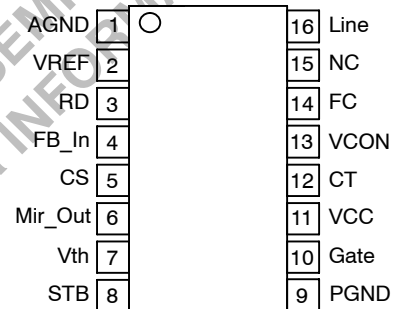 AGND 1 16 Line
VREF 2 15 NC
RD 3 14 FC
FB_In 4 13 VCON
CS 5 12 CT
Mir_Out 6 11 VCC
Vth 7 10 Gate
STB 8 9 PGND